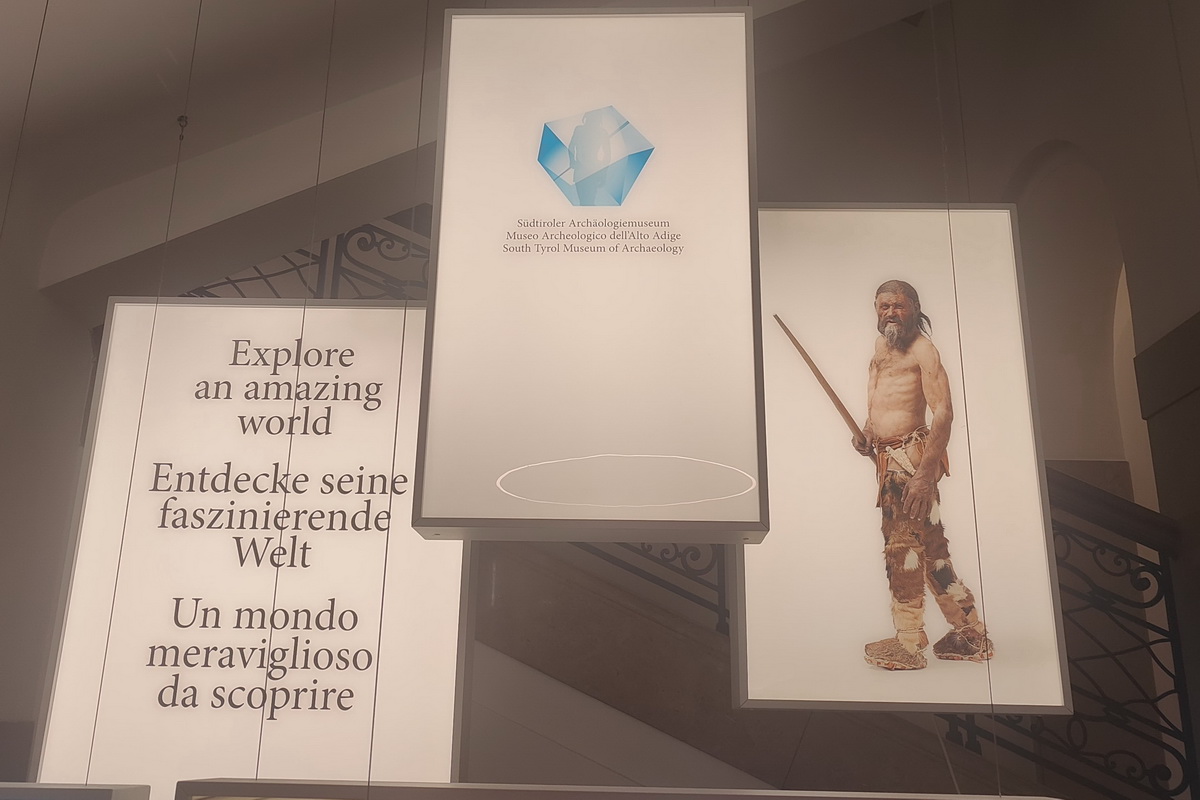 Explore
an amazing
world
Entdecke seine
faszinierende
Welt
Un mondo
meraviglioso
da scoprire
Südtiroler Archäologiemuseum
Museo Archeologico dell'Alto Adige
South Tyrol Museum of Archaeology